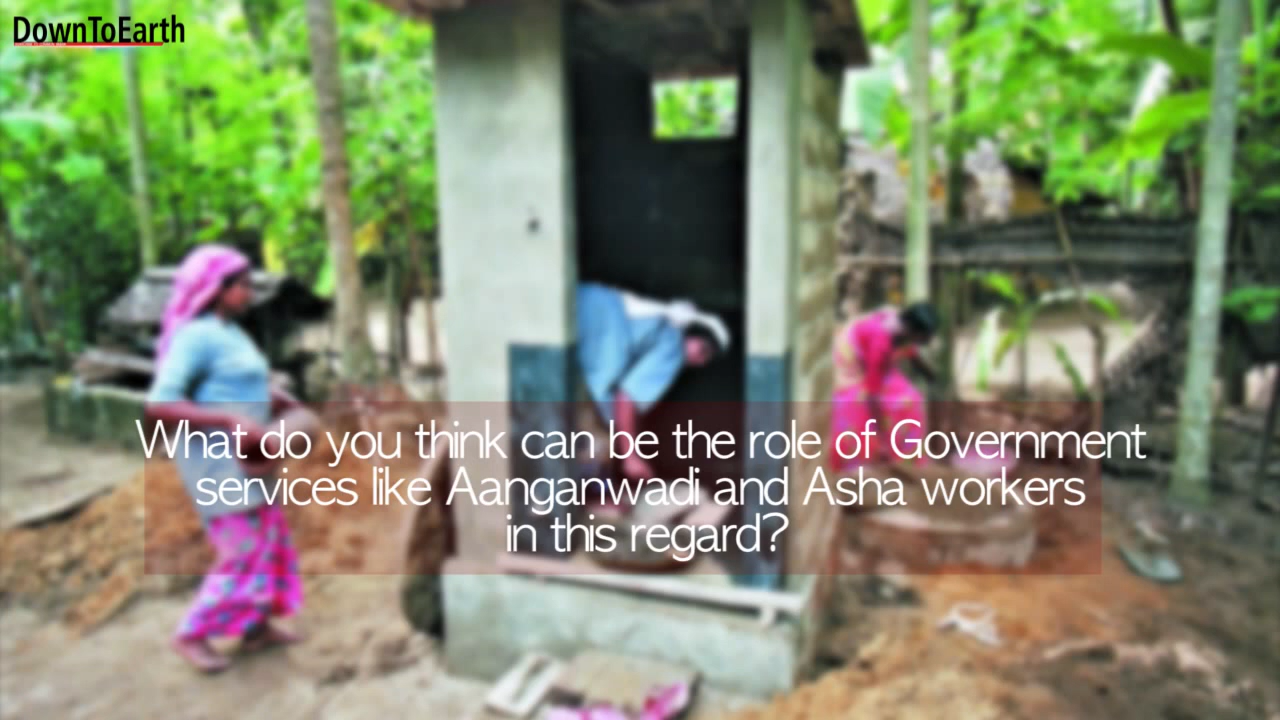 DownToEarth
What do you think can be the role of Government
services like Aanganwadi and Asha workers
in this regard?